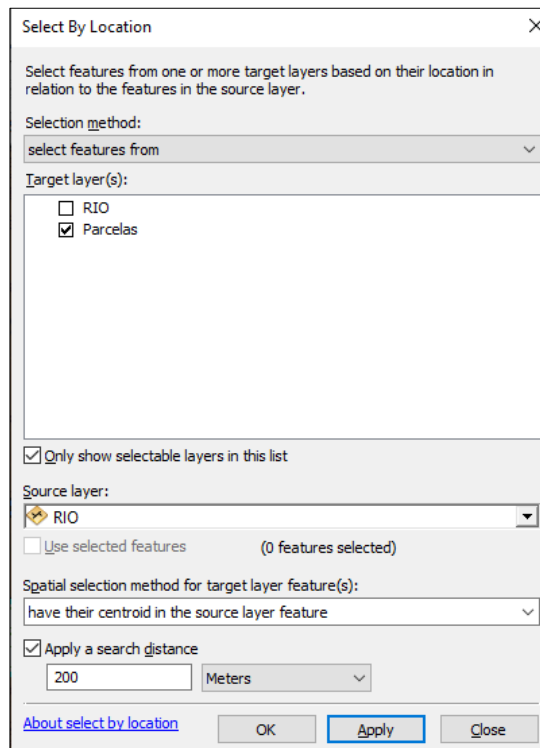 Select By Location
Select features from one or more target layers based on their location in
relation to the features in the source layer.
Selection method:
select features from
Target layer(s):
RIO
Parcelas
Only show selectable layers in this list
Source layer:
RIO
Use selected features (0 features selected)
Spatial selection method for target layer feature(s):
have their centroid in the source layer feature
Apply a search distance
200 Meters
About select by location OK Apply Close